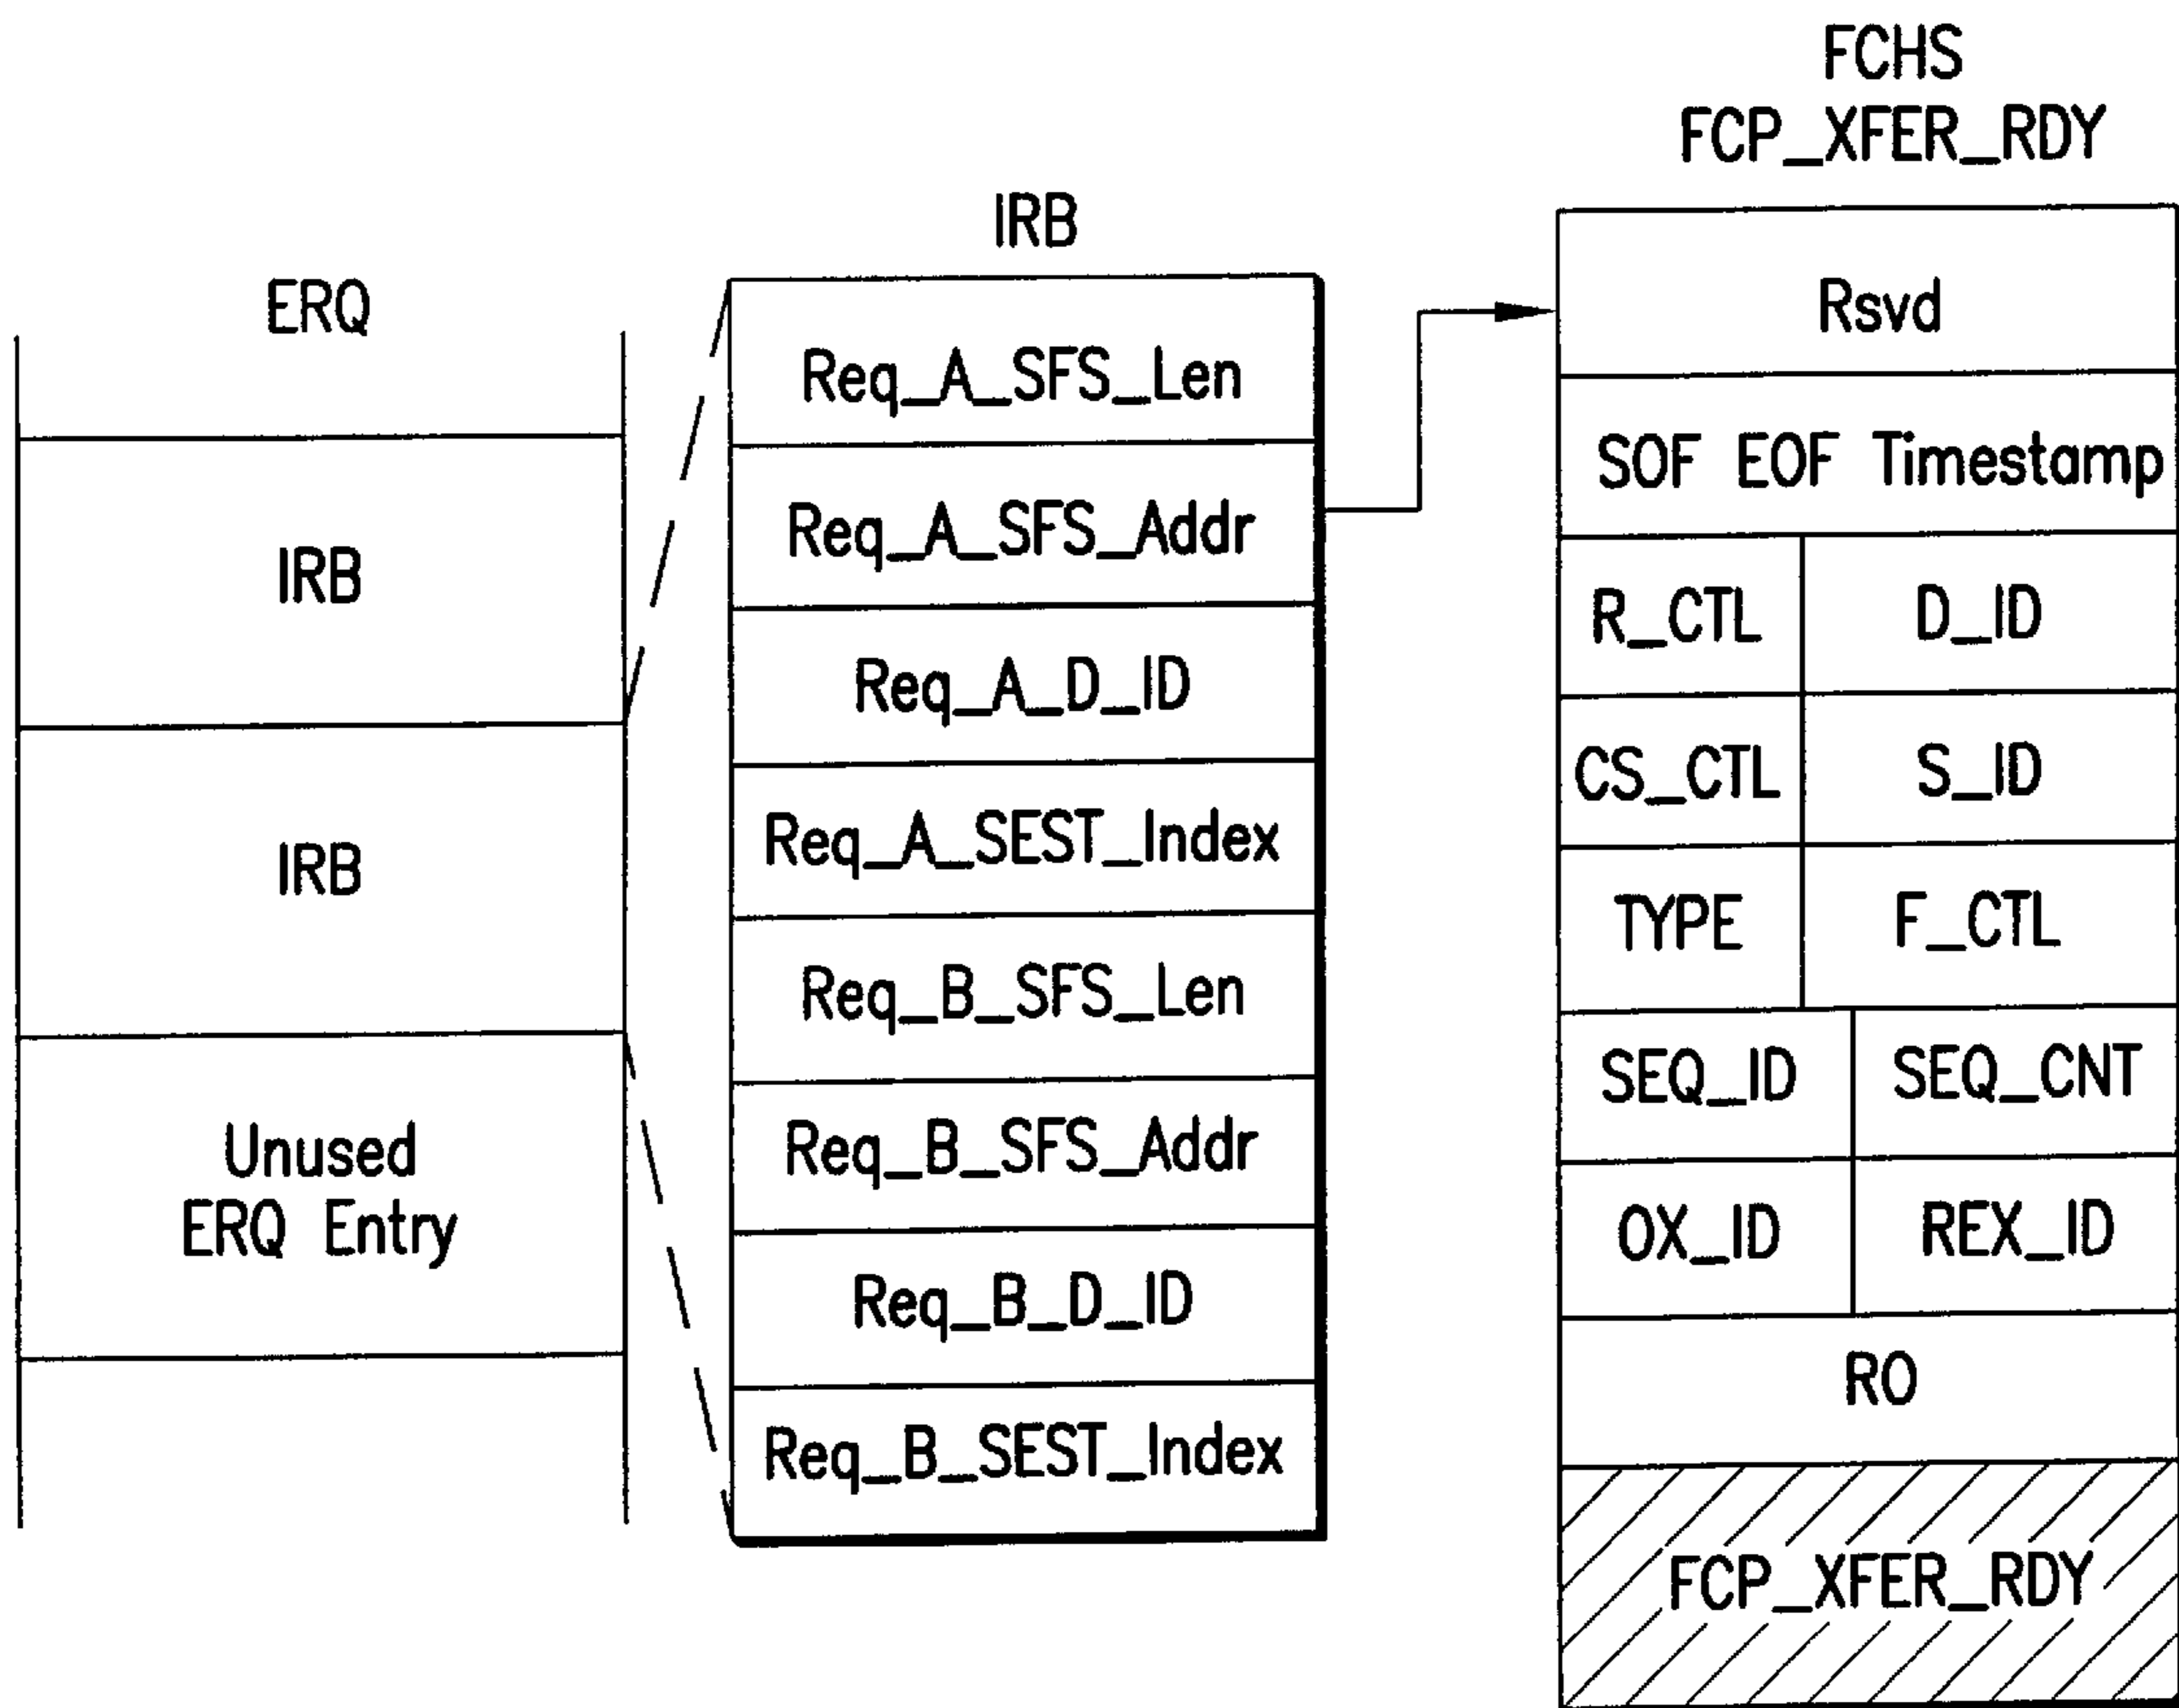 ERQ
IRB
IRB
Unused
ERQ Entry
IRB
Req_A_SFS_Len
Req_A_SFS_Addr
Req_A_D_ID
Req_A_SEST_Index
Req_B_SFS_Len
Req_B_SFS_Addr
Req_B_D_ID
Req_B_SEST_Index
FCHS
FCP_XFER_RDY
Rsvd
SOF EOF Timestamp
R_CTL D_ID
CS_CTL S_ID
TYPE F_CTL
SEQ_ID SEQ_CNT
OX_ID REX_ID
RO
FCP_XFER_RDY